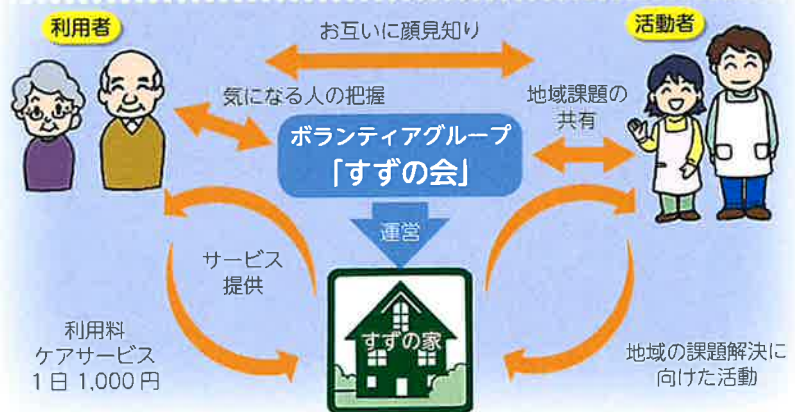 利用者
お互いに顔見知り
活動者
気になる人の把握
地域課題の
共有
ボランティアグループ
「すずの会」
運営
サービス
提供
すずの家
利用料
ケアサービス
1日 1,000円
地域の課題解決に
向けた活動